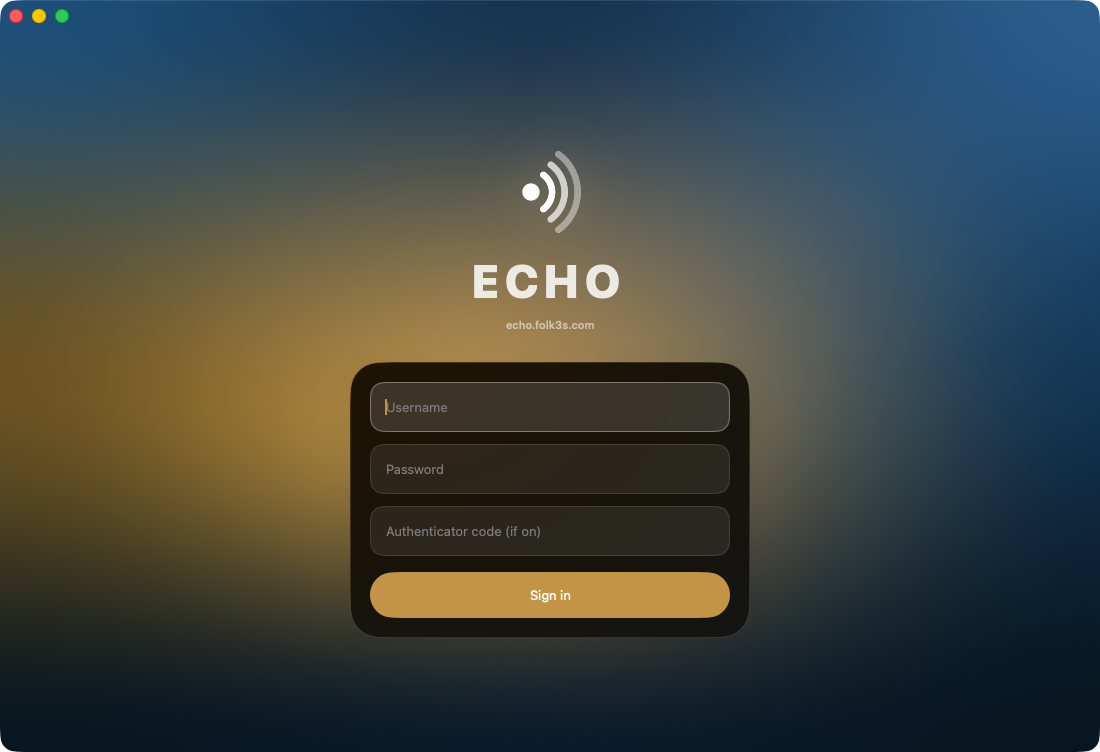 ECHO
echo.folk3s.com
Username
Password
Authenticator code (if on)
Sign in